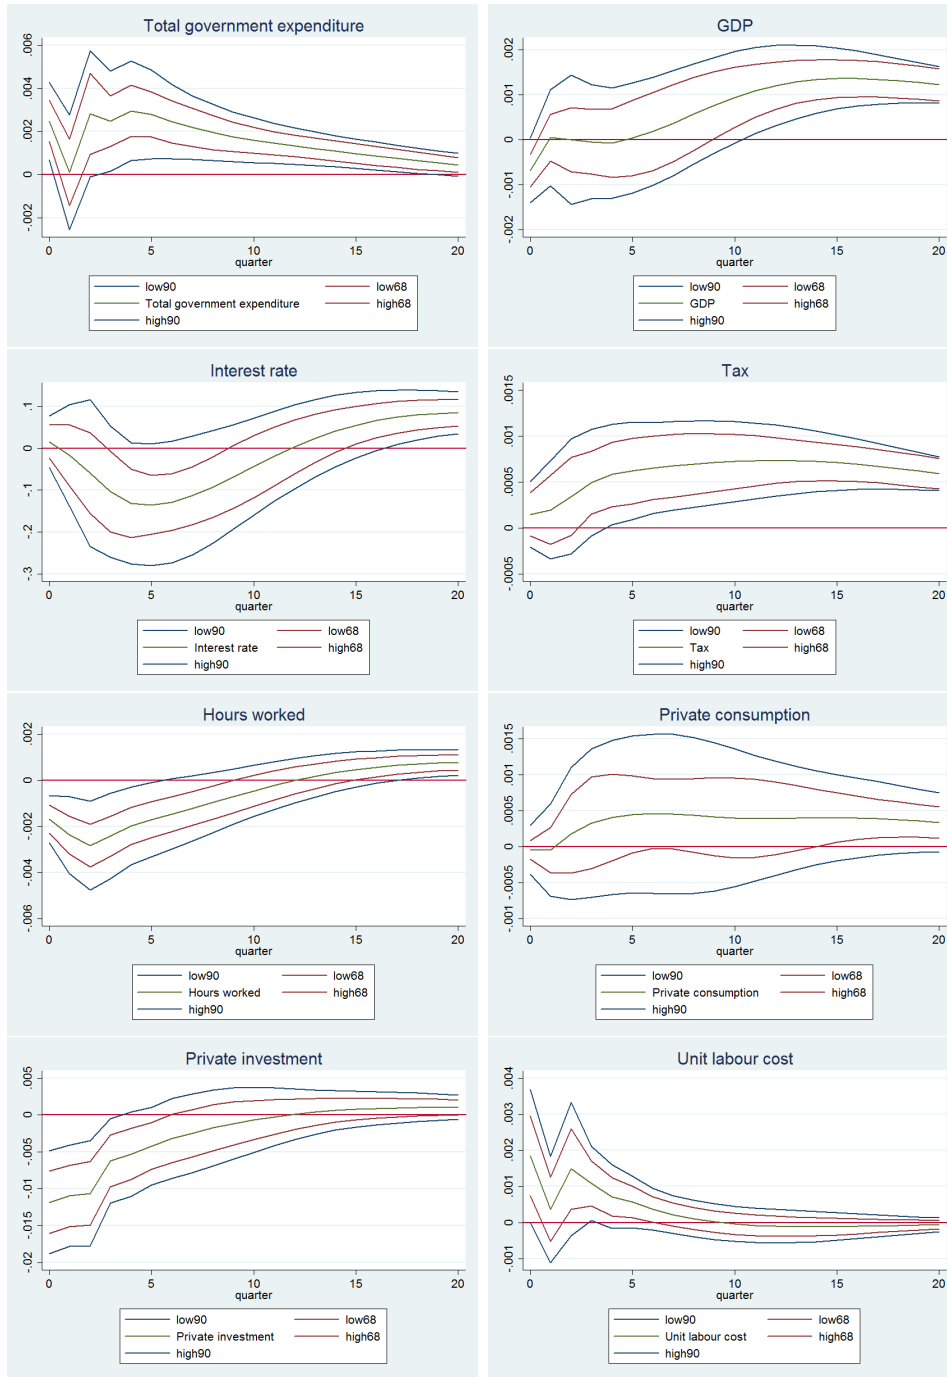 Total government expenditure
.006
.004
.002
0
-.002
0 5 10 15 20
quarter
low90 low68
Total government expenditure high68
high90
GDP
.002
.001
0
-.001
-.002
0 5 10 15 20
quarter
low90 low68
GDP high68
high90
Interest rate
.1
0
-.1
-.2
-.3
0 5 10 15 20
quarter
low90 low68
Interest rate high68
high90
Tax
.0015
.001
.0005
0
-.0005
0 5 10 15 20
quarter
low90 low68
Tax high68
high90
Hours worked
.002
0
-.002
-.004
-.006
0 5 10 15 20
quarter
low90 low68
Hours worked high68
high90
Private consumption
.0015
.001
.0005
0
-.0005
-.001
0 5 10 15 20
quarter
low90 low68
Private consumption high68
high90
Private investment
.005
0
-.005
-.01
-.015
-.02
0 5 10 15 20
quarter
low90 low68
Private investment high68
high90
Unit labour cost
.004
.003
.002
.001
0
-.001
0 5 10 15 20
quarter
low90 low68
Unit labour cost high68
high90